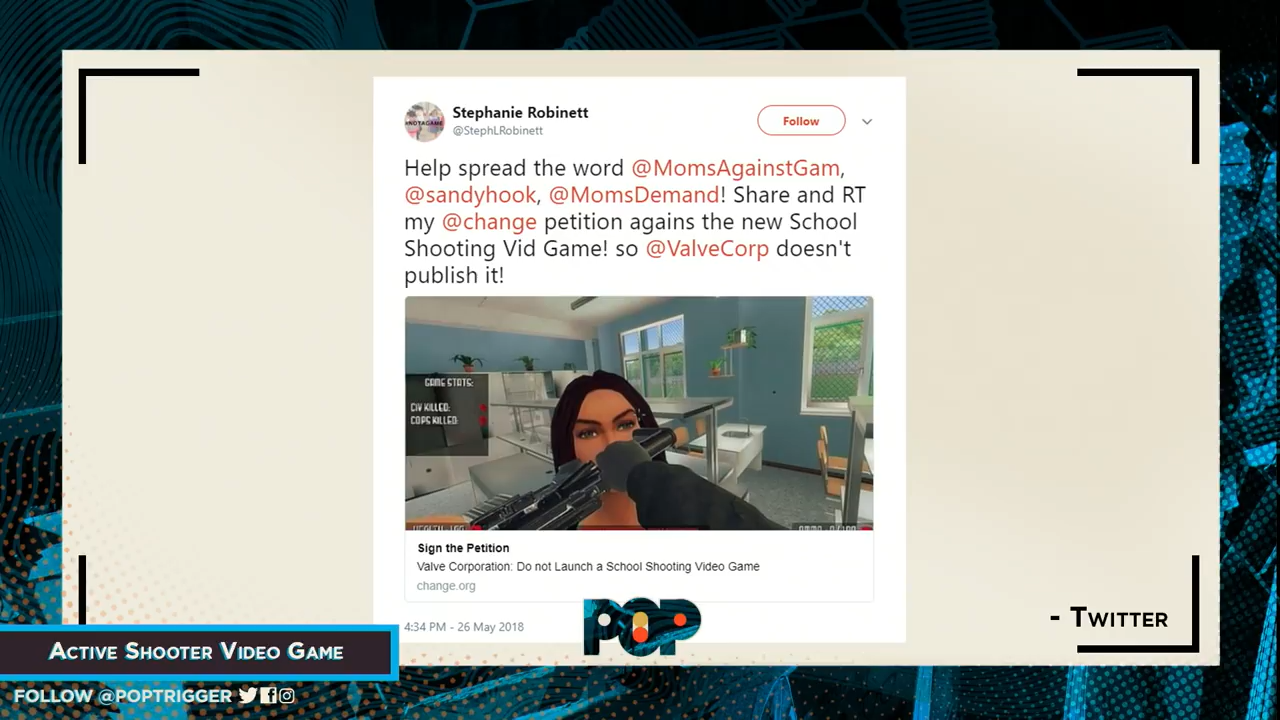 Stephanie Robinett
@StephLRobinett
Follow
#NOTAGAME
Help spread the word @MomsAgainstGam,
@sandyhook, @MomsDemand! Share and RT
my @change petition agains the new School
Shooting Vid Game! so @ValveCorp doesn't
publish it!
GAME STATS:
CIV KILLED:
COPS KILLED:
Sign the Petition
Valve Corporation: Do not Launch a School Shooting Video Game
change.org
4:34 PM - 26 May 2018
POP
- TWITTER
ACTIVE SHOOTER VIDEO GAME
FOLLOW @POPTRIGGER